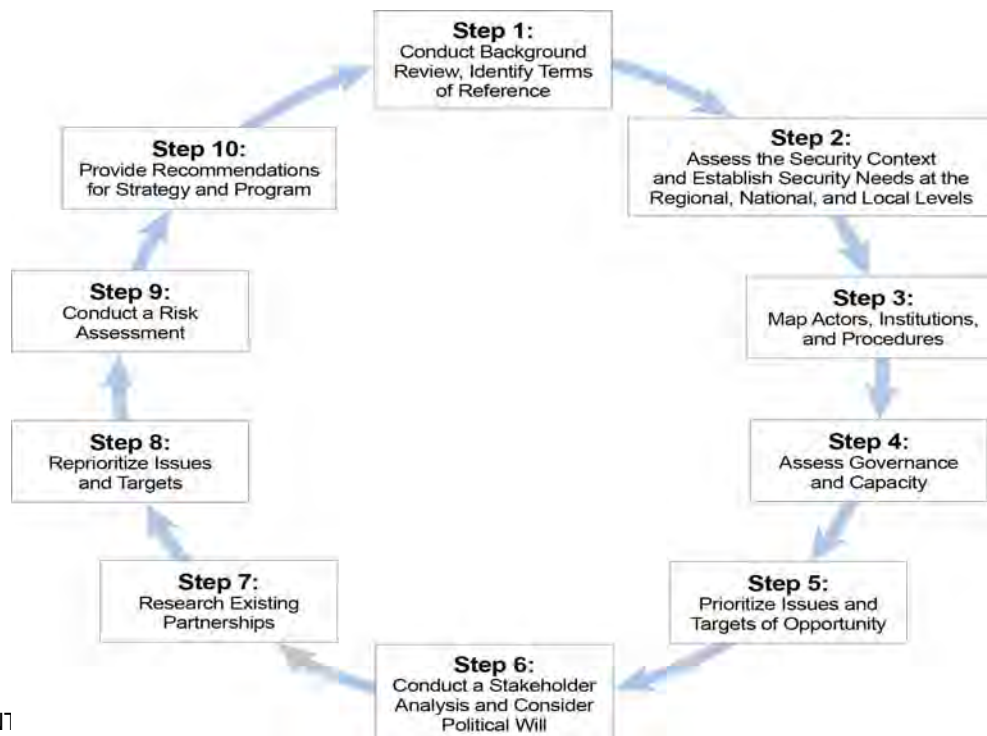 Step 1:
Conduct Background
Review, Identify Terms
of Reference
Step 2:
Assess the Security Context
and Establish Security Needs at the
Regional, National, and Local Levels
Step 3:
Map Actors, Institutions,
and Procedures
Step 4:
Assess Governance
and Capacity
Step 5:
Prioritize Issues and
Targets of Opportunity
Step 6:
Conduct a Stakeholder
Analysis and Consider
Political Will
Step 7:
Research Existing
Partnerships
Step 8:
Reprioritize Issues
and Targets
Step 9:
Conduct a Risk
Assessment
Step 10:
Provide Recommendations
for Strategy and Program